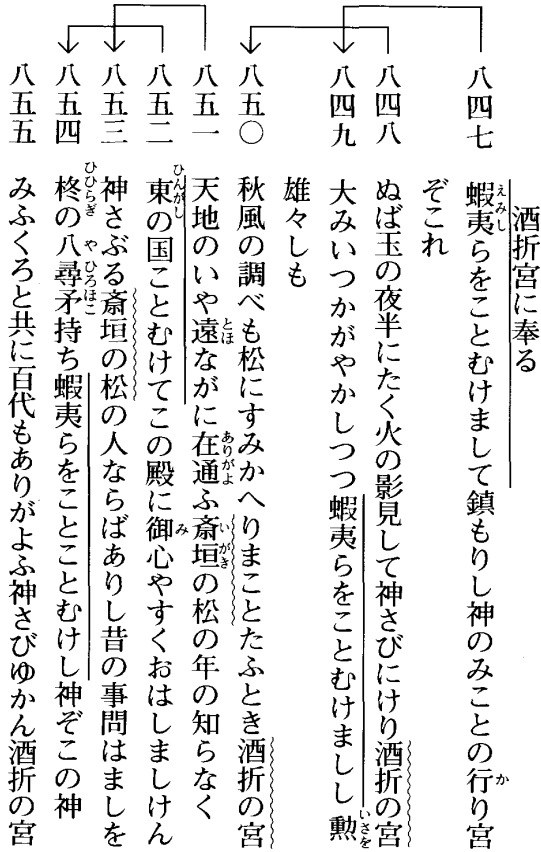 酒折宮に奉る
八四七 蝦夷らをことむけまして鎮もりし神のみことの行り宮
ぞこれ
八四八 ぬば玉の夜半にたく火の影見して神さびにけり酒折の宮
八四九 大みいつかがやかしつつ蝦夷らをことむけましし勲
雄々しも
八五〇 秋風の調べも松にすみかへりまことたふとき酒折の宮
八五一 天地のいや遠ながに在通ふ斎垣の松の年の知らなく
八五二 東の国ことむけてこの殿に御心やすくおはしましけん
八五三 神さぶる斎垣の松の人ならばありし昔の事問はましを
八五四 柊の八尋矛持ち蝦夷らをことことむけし神ぞこの神
八五五 みふくろと共に百代もありがよふ神さびゆかん酒折の宮